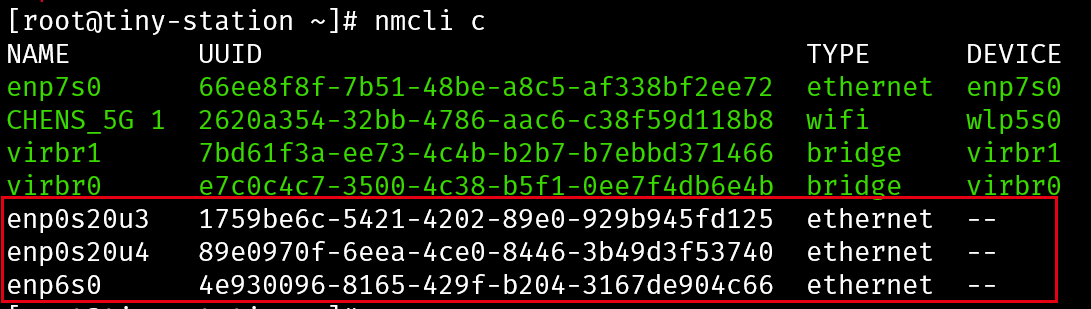 [root@tiny-station ~]# nmcli c
NAME UUID TYPE DEVICE
enp7s0 66ee8f8f-7b51-48be-a8c5-af338bf2ee72 ethernet enp7s0
CHENS_5G 1 2620a354-32bb-4786-aac6-c38f59d118b8 wifi wlp5s0
virbr1 7bd61f3a-ee73-4c4b-b2b7-b7ebbd371466 bridge virbr1
virbr0 e7c0c4c7-3500-4c38-b5f1-0ee7f4db6e4b bridge virbr0
enp0s20u3 1759be6c-5421-4202-89e0-929b945fd125 ethernet --
enp0s20u4 89e0970f-6eea-4ce0-8446-3b49d3f53740 ethernet --
enp6s0 4e930096-8165-429f-b204-3167de904c66 ethernet --